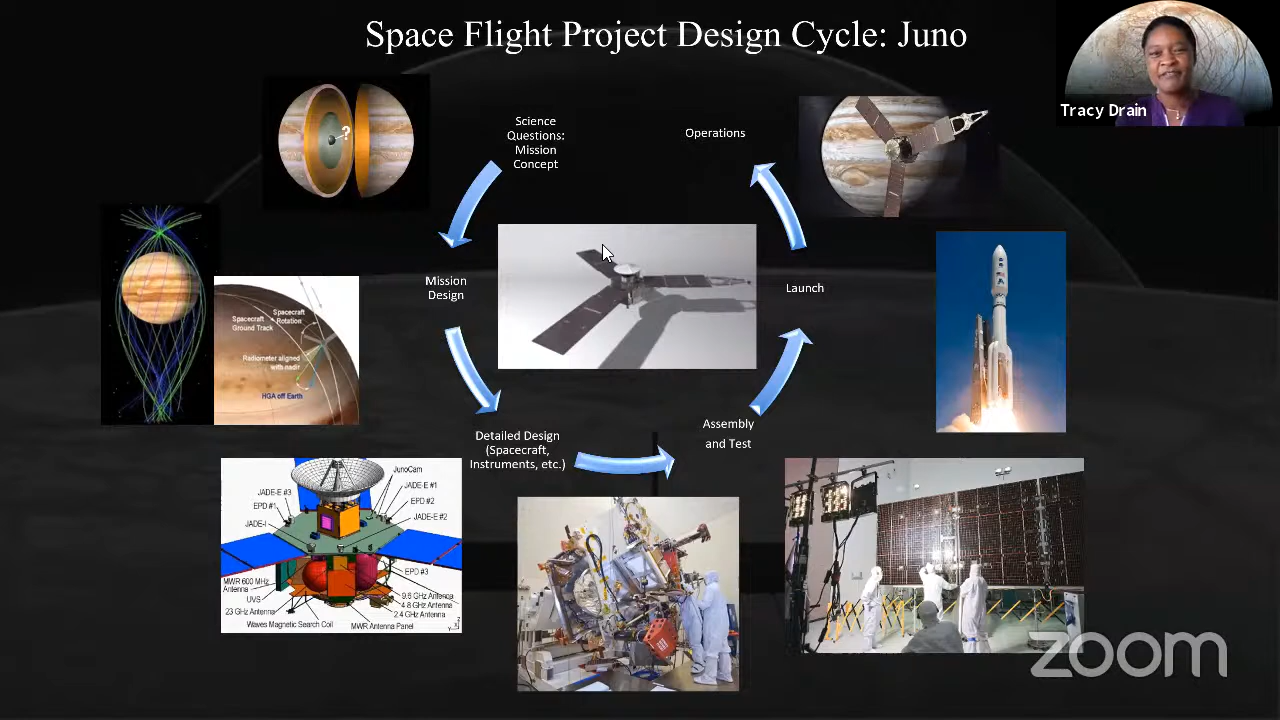 Space Flight Project Design Cycle: Juno
Tracy Drain
Science
Questions:
Mission
Concept
Operations
?
Mission
Design
Launch
Spacecraft
Ground Track
Spacecraft
Rotation
Radiometer aligned
with nadir
HGA off Earth
Detailed Design
(Spacecraft,
Instruments, etc.)
Assembly
and Test
JunoCam
JADE-E #1
EPD #2
JADE-E #2
JADE-E #3
EPD #1
JADE-I
EPD #3
MWR 600 MHz
Antenna
UVS
23 GHz Antenna
Waves Magnetic Search Coil
9.6 GHz Antenna
4.8 GHz Antenna
2.4 GHz Antenna
MWR Antenna Panel
zoom